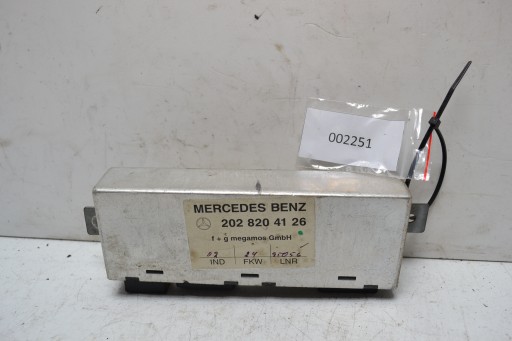 002251
MERCEDES BENZ
202 820 41 26
f + g megamos GmbH
IND FKW LNR